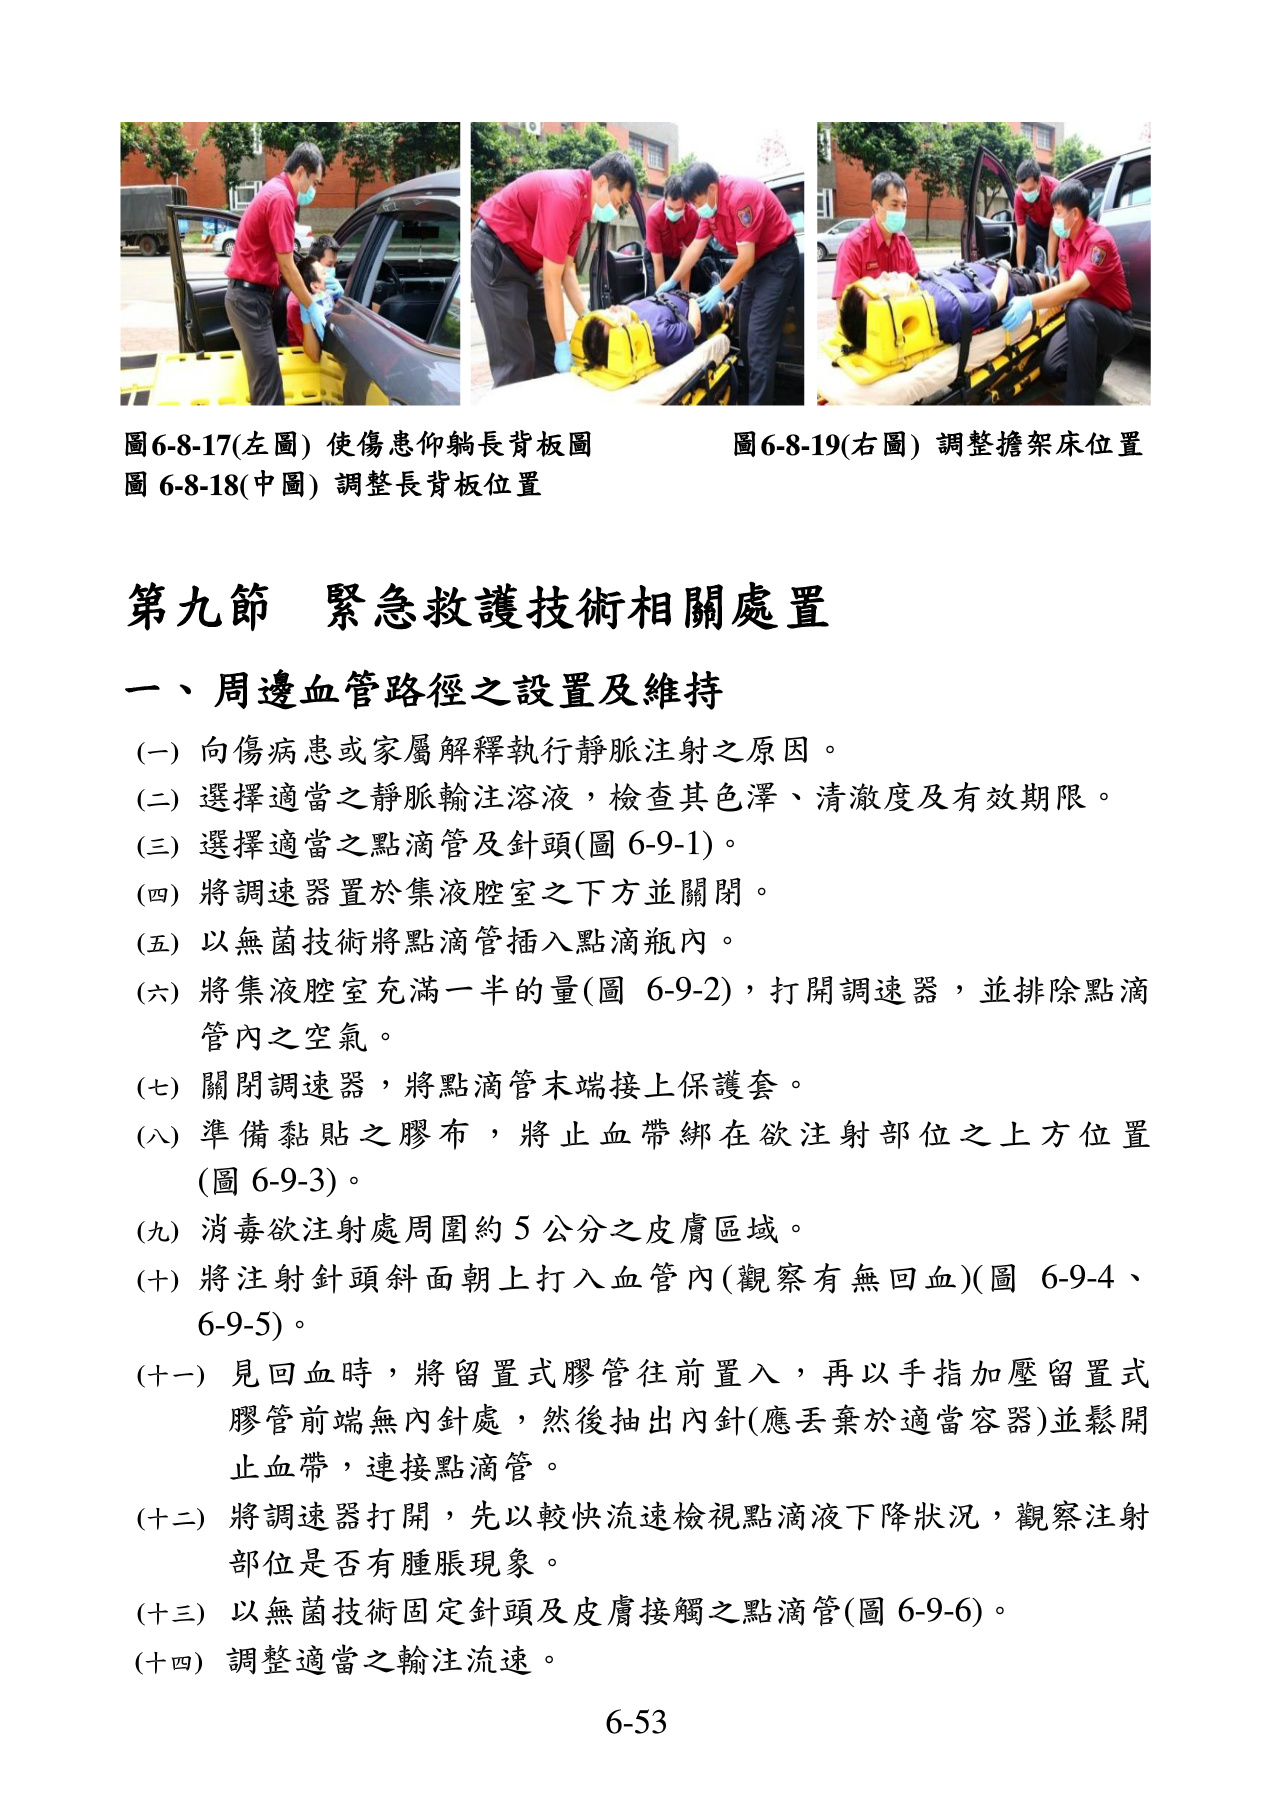 圖6-8-17(左圖) 使傷患仰躺長背板圖
圖 6-8-18(中圖) 調整長背板位置
圖6-8-19(右圖) 調整擔架床位置
第九節 緊急救護技術相關處置
一、 周邊血管路徑之設置及維持
(一) 向傷病患或家屬解釋執行靜脈注射之原因。
(二) 選擇適當之靜脈輸注溶液，檢查其色澤、清澈度及有效期限。
(三) 選擇適當之點滴管及針頭(圖 6-9-1)。
(四) 將調速器置於集液腔室之下方並關閉。
(五) 以無菌技術將點滴管插入點滴瓶內。
(六) 將集液腔室充滿一半的量(圖 6-9-2)，打開調速器，並排除點滴
管內之空氣。
(七) 關閉調速器，將點滴管末端接上保護套。
(八) 準備黏貼之膠布，將止血帶綁在欲注射部位之上方位置
(圖 6-9-3)。
(九) 消毒欲注射處周圍約 5 公分之皮膚區域。
(十) 將注射針頭斜面朝上打入血管內(觀察有無回血)(圖 6-9-4、
6-9-5)。
(十一) 見回血時，將留置式膠管往前置入，再以手指加壓留置式
膠管前端無內針處，然後抽出內針(應丟棄於適當容器)並鬆開
止血帶，連接點滴管。
(十二) 將調速器打開，先以較快流速檢視點滴液下降狀況，觀察注射
部位是否有腫脹現象。
(十三) 以無菌技術固定針頭及皮膚接觸之點滴管(圖 6-9-6)。
(十四) 調整適當之輸注流速。
6-53